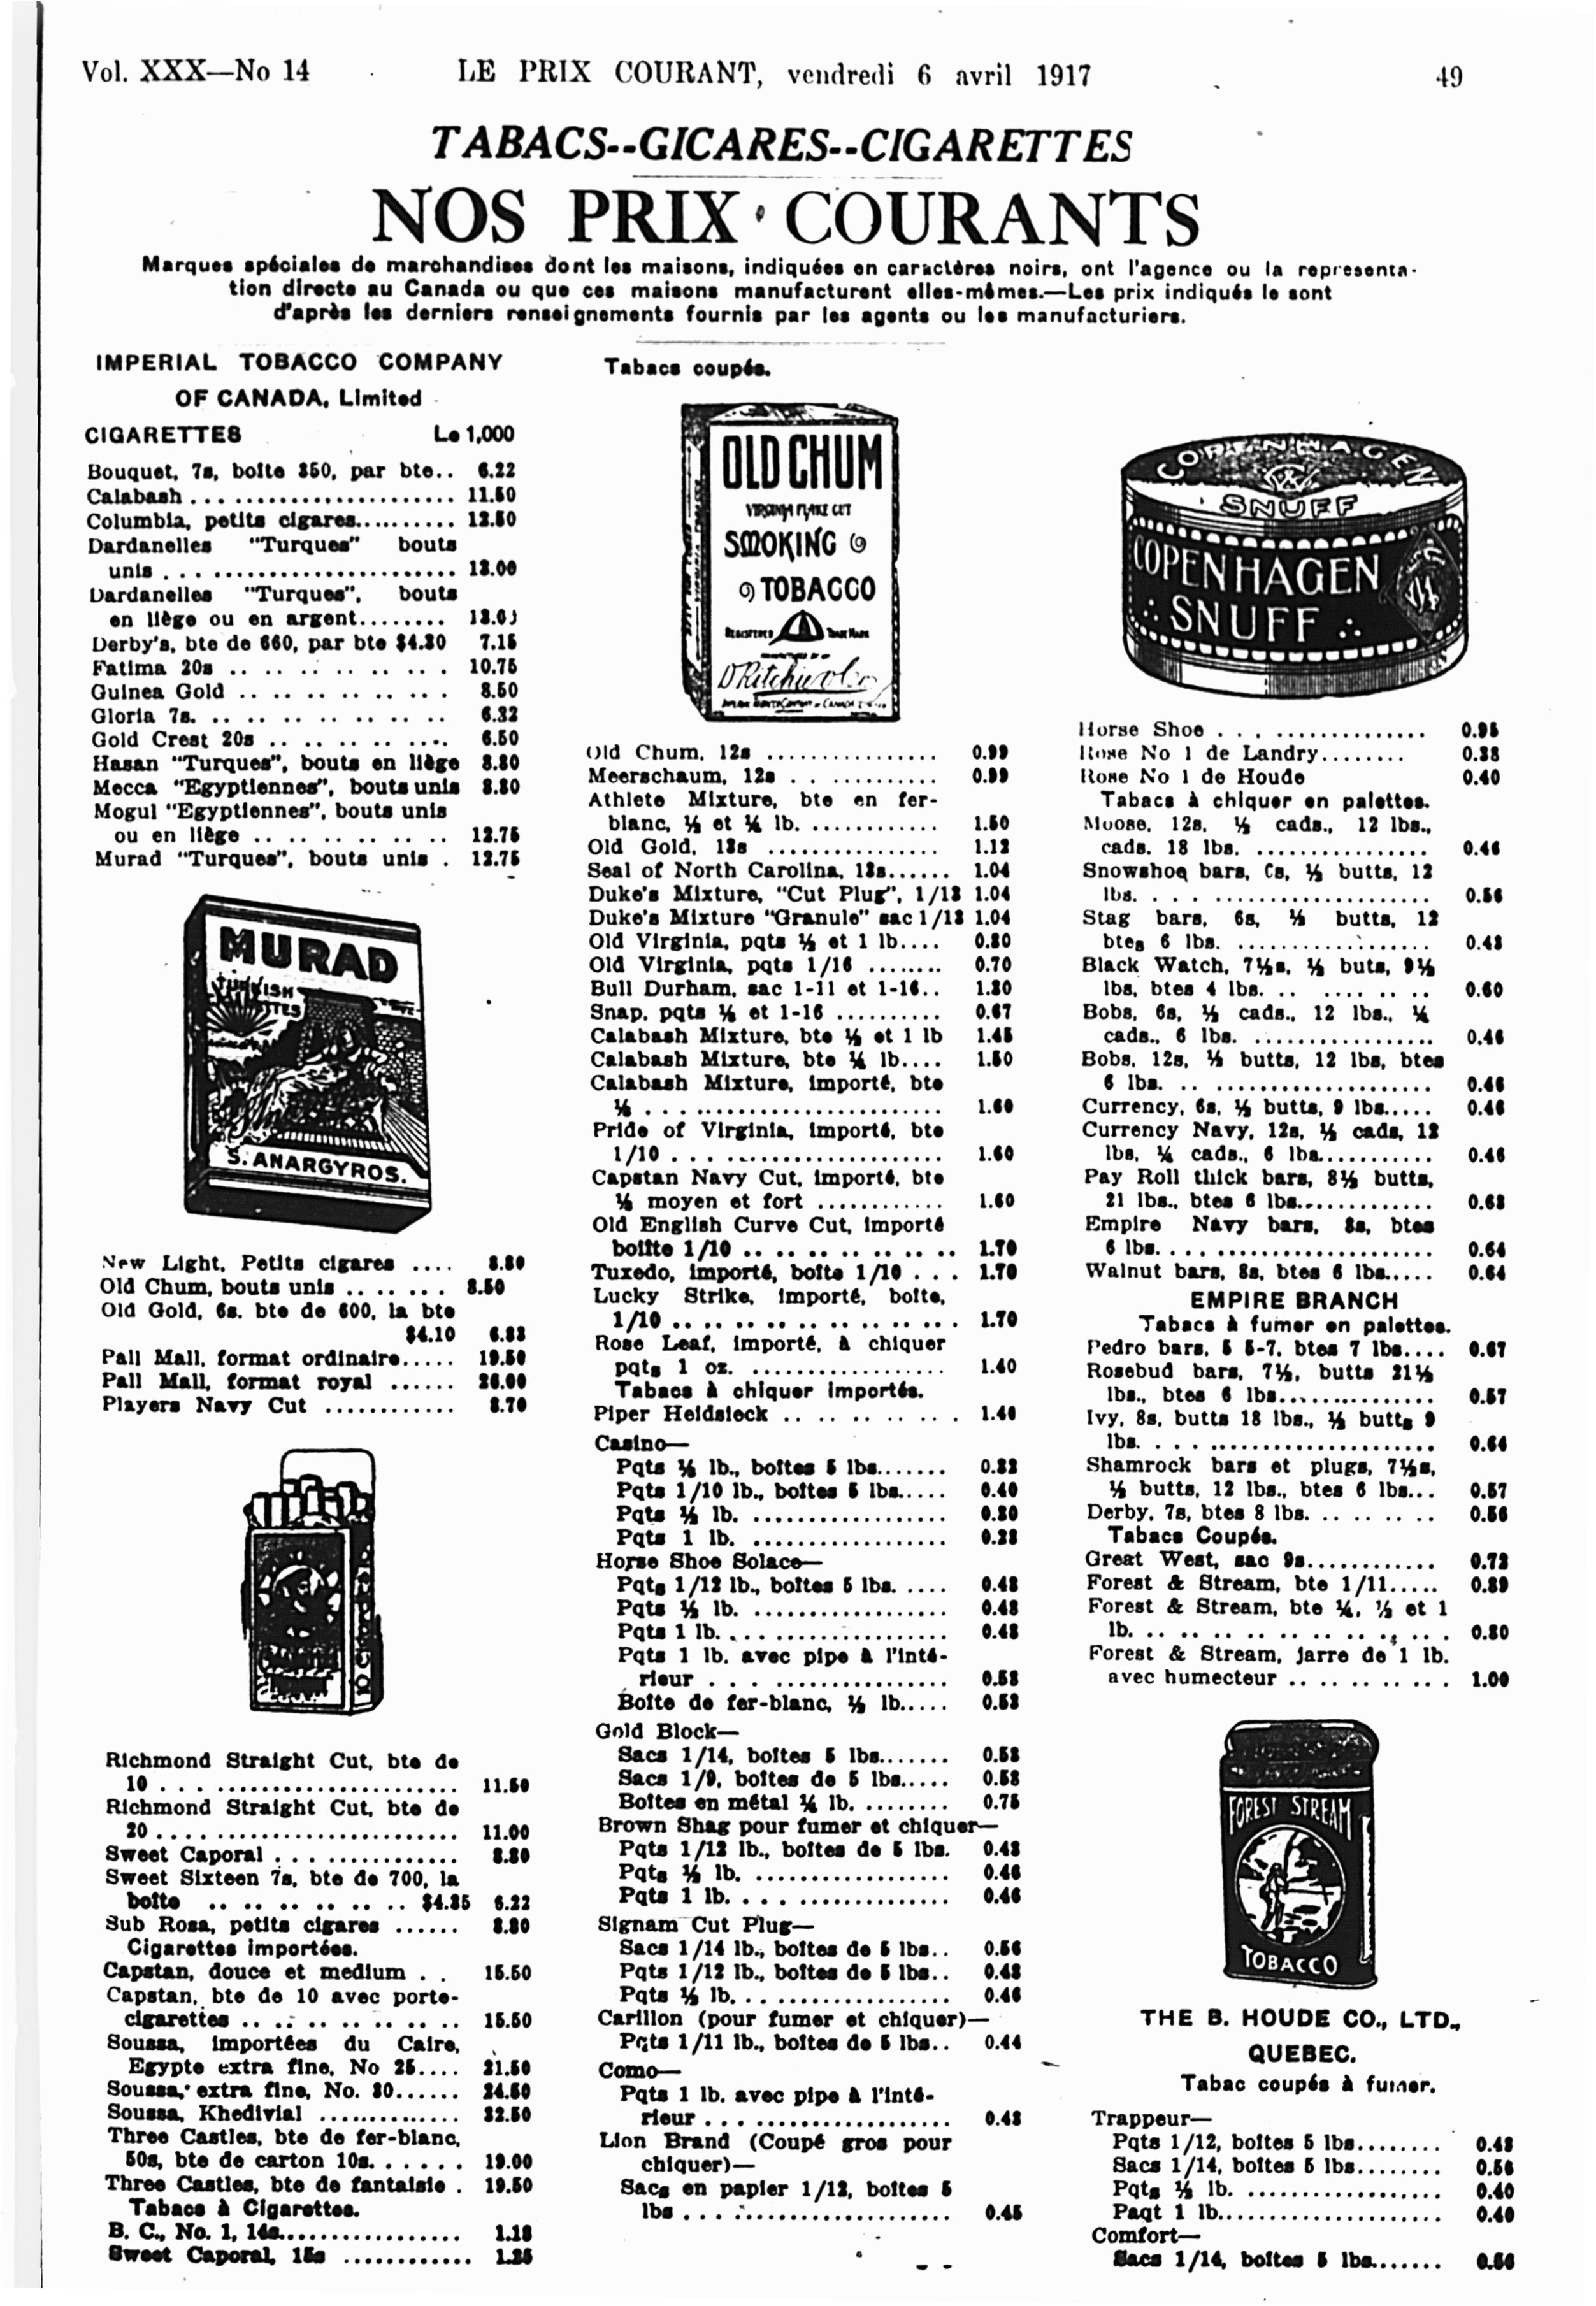 Vol. XXX—No 14
LE PRIX COURANT, vendredi 6 avril 1917
49
TABACS--GICARES--CIGARETTES
NOS PRIX COURANTS
Marques spéciales de marchandises dont les maisons, indiquées en caractères noirs, ont l'agence ou la representa-
tion directe au Canada ou que ces maisons manufacturent elles-mêmes.—Les prix indiqués le sont
d'après les derniers renseignements fournis par les agents ou les manufacturiers.
IMPERIAL TOBACCO COMPANY
OF CANADA, Limited
CIGARETTES Le 1,000
Bouquet, 7s, boîte 350, par bte.. 6.22
Calabash ... .................... 11.50
Columbia, petits cigares.......... 12.50
Dardanelles "Turques" bouts
unis ... ...................... 13.00
Dardanelles "Turques", bouts
en liège ou en argent........ 13.0
Derby's, bte de 660, par bte $4.30 7.15
Fatima 20s .. .. .. .. .. . 10.75
Guinea Gold .. .. .. .. .. . 8.50
Gloria 7s. .. .. .. .. .. .. 6.32
Gold Crest 20s .. .. .. .. ... 6.50
Hasan "Turques", bouts en liège 8.80
Mecca "Egyptiennes", bouts unis 8.80
Mogul "Egyptiennes", bouts unis
ou en liège .. .. .. .. .. .. 12.75
Murad "Turques", bouts unis . 12.75
MURAD
TURKISH
S. ANARGYROS.
New Light, Petits cigares .... 8.80
Old Chum, bouts unis .. .. ... 8.50
Old Gold, 6s. bte de 600, la bte
$4.10 6.83
Pall Mall, format ordinaire..... 19.50
Pall Mall, format royal ...... 26.00
Players Navy Cut ............ 8.70
Richmond Straight Cut, bte de
10 ... ...................... 11.50
Richmond Straight Cut, bte de
20 .... ..................... 11.00
Sweet Caporal ... ............ 8.80
Sweet Sixteen 7s, bte de 700, la
boîte .. .. .. .. .. .. $4.35 6.22
Sub Rosa, petits cigares ...... 8.80
Cigarettes importées.
Capstan, douce et medium . . 15.50
Capstan, bte de 10 avec porte-
cigarettes .. .. .. .. .. .. 15.50
Soussa, importées du Caire,
Egypte extra fine, No 25.... 21.50
Soussa, extra fine, No. 30...... 24.50
Soussa, Khedivial ............. 32.50
Three Castles, bte de fer-blanc,
50s, bte de carton 10s. ...... 19.00
Three Castles, bte de fantaisie . 19.50
Tabacs à Cigarettes.
B. C., No. 1, 14s................. 1.18
Sweet Caporal, 15s ............ 1.25
Tabacs coupés.
OLD CHUM
VIRGINIA FLAKE CUT
SMOKING
TOBACCO
REGISTERED TRADE MARK
D Ritchie & Co
Old Chum, 12s ................ 0.99
Meerschaum, 12s . . .......... 0.99
Athlete Mixture, bte en fer-
blanc, ½ et ¼ lb. ............ 1.50
Old Gold, 12s ................ 1.12
Seal of North Carolina, 12s...... 1.04
Duke's Mixture, "Cut Plug", 1/12 1.04
Duke's Mixture "Granule" sac 1/12 1.04
Old Virginia, pqts ½ et 1 lb.... 0.80
Old Virginia, pqts 1/16 ........ 0.70
Bull Durham, sac 1-11 et 1-16.. 1.30
Snap, pqts ½ et 1-16 .......... 0.67
Calabash Mixture, bte ½ et 1 lb 1.45
Calabash Mixture, bte ¼ lb.... 1.50
Calabash Mixture, importé, bte
½ ... ....................... 1.60
Pride of Virginia, importé, bte
1/10 ... ..................... 1.60
Capstan Navy Cut, importé, bte
½ moyen et fort ............ 1.60
Old English Curve Cut, importé
boîtte 1/10 .. .. .. .. .. .. 1.70
Tuxedo, importé, boîte 1/10 ... 1.70
Lucky Strike, importé, boîte,
1/10 .. .. .. .. .. .. .. .. 1.70
Rose Leaf, importé, à chiquer
pqts 1 oz. .................. 1.40
Tabacs à chiquer importés.
Piper Heidsieck .. .. .. .. . 1.40
Casino—
Pqts ½ lb., boîtes 5 lbs....... 0.38
Pqts 1/10 lb., boîtes 5 lbs..... 0.40
Pqts ½ lb. .................. 0.80
Pqts 1 lb. .................. 0.38
Horse Shoe Solace—
Pqts 1/12 lb., boîtes 5 lbs. ..... 0.48
Pqts ½ lb. .................. 0.48
Pqts 1 lb. ... ............... 0.48
Pqts 1 lb. avec pipe à l'inté-
rieur ... ................... 0.58
Boîte de fer-blanc, ½ lb..... 0.58
Gold Block—
Sacs 1/14, boîtes 5 lbs....... 0.58
Sacs 1/9, boîtes de 5 lbs..... 0.58
Boîtes en métal ¼ lb. ........ 0.75
Brown Shag pour fumer et chiquer—
Pqts 1/12 lb., boîtes de 5 lbs. 0.48
Pqts ½ lb. .................. 0.46
Pqts 1 lb. ... ............... 0.46
Signam Cut Plug—
Sacs 1/14 lb., boîtes de 5 lbs.. 0.56
Pqts 1/12 lb., boîtes de 5 lbs.. 0.48
Pqts ½ lb. .................. 0.46
Carillon (pour fumer et chiquer)—
Pqts 1/11 lb., boîtes de 5 lbs.. 0.44
Como—
Pqts 1 lb. avec pipe à l'inté-
rieur ... .................... 0.48
Lion Brand (Coupé gros pour
chiquer)—
Sacs en papier 1/12, boîtes 5
lbs ... ..................... 0.45
COPENHAGEN
SNUFF
COPENHAGEN
SNUFF
Horse Shoe ... ............... 0.95
Rose No 1 de Landry........ 0.38
Rose No 1 de Houde 0.40
Tabacs à chiquer en palettes.
Moose, 12s, ½ cads., 12 lbs.,
cads. 18 lbs. ................ 0.46
Snowshoe bars, 6s, ½ butts, 12
lbs. ... ..................... 0.56
Stag bars, 6s, ½ butts, 12
btes 6 lbs. .................. 0.48
Black Watch, 7½s, ½ buts, 9½
lbs, btes 4 lbs. .. .... .. .. 0.60
Bobs, 6s, ½ cads., 12 lbs., ¼
cads., 6 lbs. ................ 0.46
Bobs, 12s, ½ butts, 12 lbs, btes
6 lbs. .. .................... 0.46
Currency, 6s, ½ butts, 9 lbs..... 0.46
Currency Navy, 12s, ½ cads, 12
lbs, ¼ cads., 6 lbs........... 0.46
Pay Roll thick bars, 8½ butts,
21 lbs., btes 6 lbs............ 0.68
Empire Navy bars, 8s, btes
6 lbs. ... ................... 0.64
Walnut bars, 8s, btes 6 lbs..... 0.64
EMPIRE BRANCH
Tabacs à fumer en palettes.
Pedro bars, 5 5-7, btes 7 lbs.... 0.67
Rosebud bars, 7½, butts 21½
lbs., btes 6 lbs.............. 0.57
Ivy, 8s, butts 18 lbs., ½ butts 9
lbs. ... ..................... 0.64
Shamrock bars et plugs, 7½s,
½ butts, 12 lbs., btes 6 lbs... 0.57
Derby, 7s, btes 8 lbs. .. .. .. 0.56
Tabacs Coupés.
Great West, sac 9s............ 0.72
Forest & Stream, bte 1/11..... 0.89
Forest & Stream, bte ¼, ½ et 1
lb. .. .. .. .. .. .. .. .. 0.80
Forest & Stream, jarre de 1 lb.
avec humecteur .. .. .. .. .. 1.00
FOREST STREAM
TOBACCO
THE B. HOUDE CO., LTD.,
QUEBEC.
Tabac coupés à fumer.
Trappeur—
Pqts 1/12, boîtes 5 lbs........ 0.48
Sacs 1/14, boîtes 5 lbs........ 0.56
Pqts ½ lb. .................. 0.40
Paqt 1 lb..................... 0.40
Comfort—
Sacs 1/14, boîtes 5 lbs....... 0.56